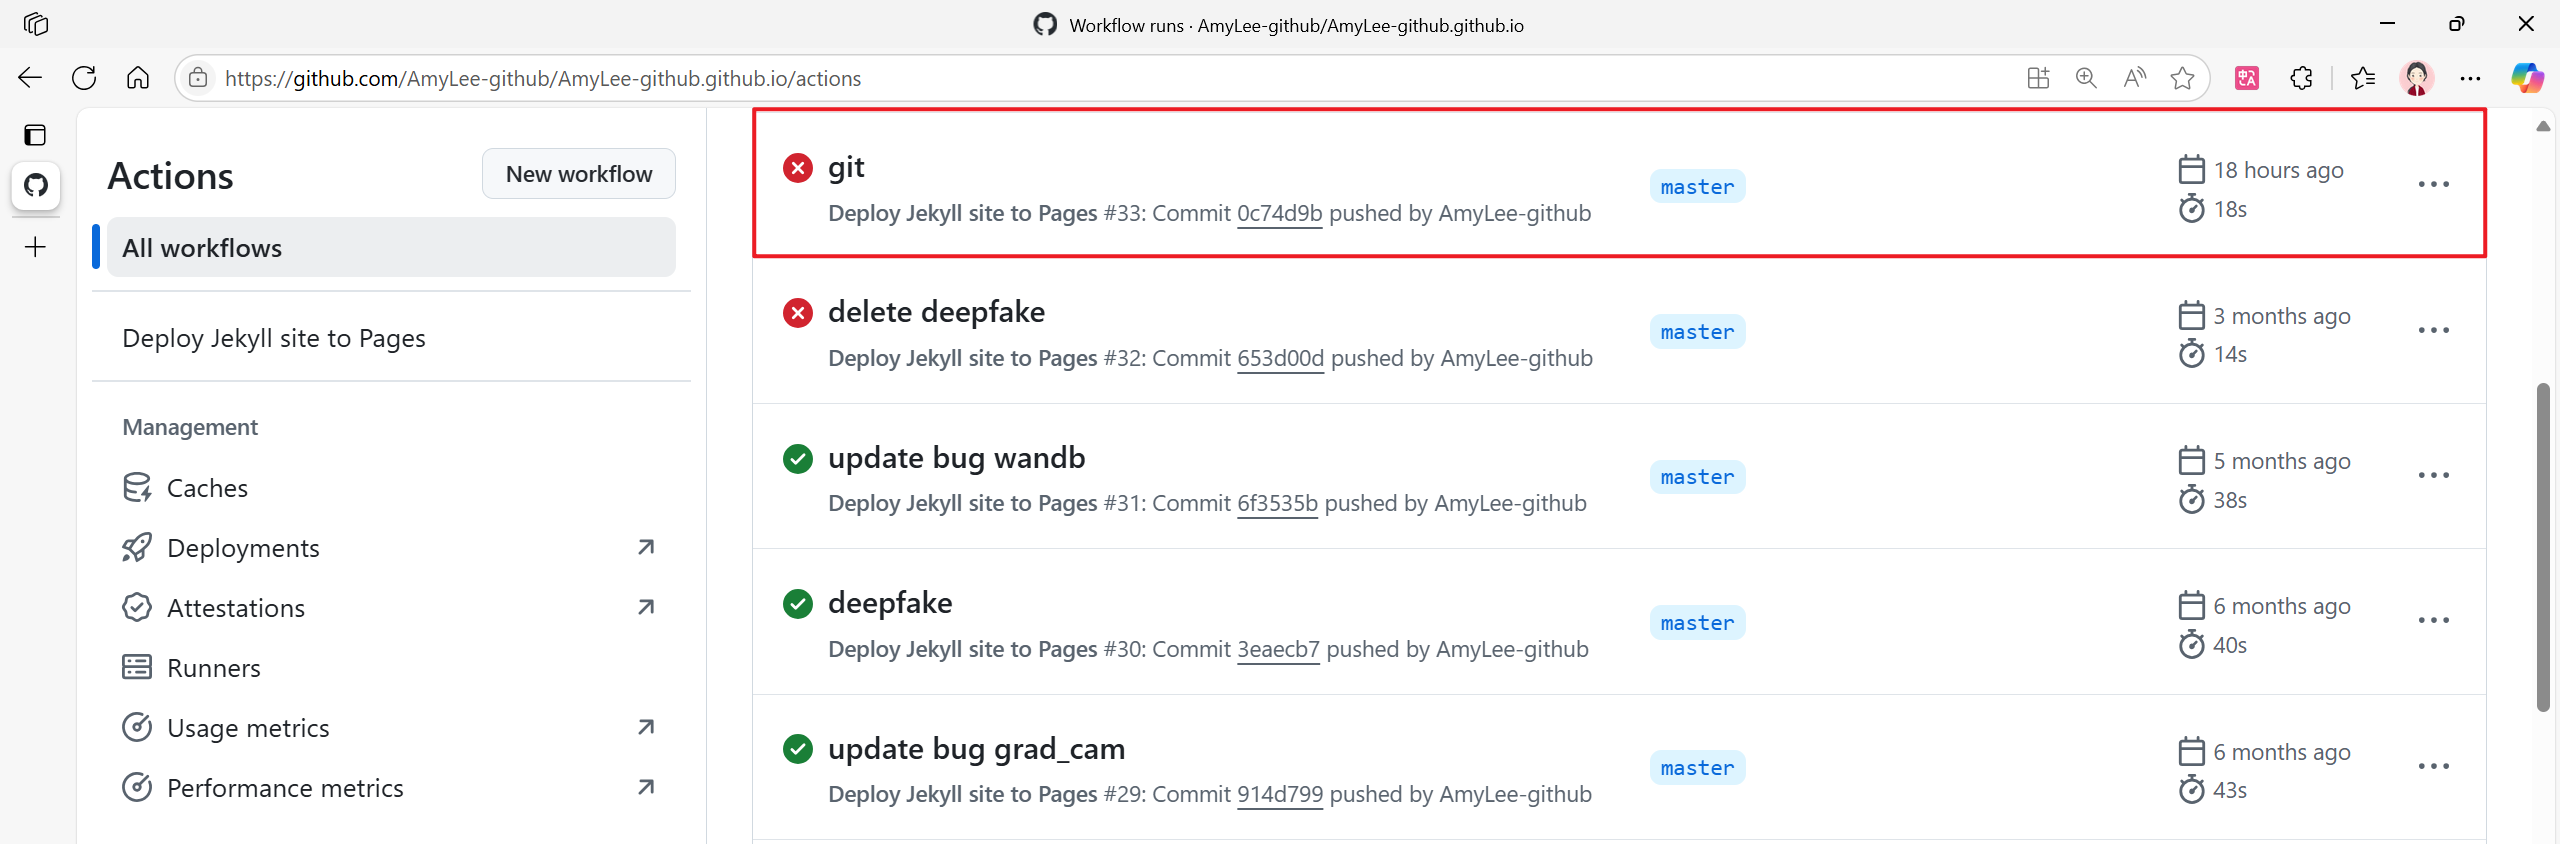 Workflow runs · AmyLee-github/AmyLee-github.github.io
https://github.com/AmyLee-github/AmyLee-github.github.io/actions
Actions
New workflow
All workflows
Deploy Jekyll site to Pages
Management
Caches
Deployments
Attestations
Runners
Usage metrics
Performance metrics
git
Deploy Jekyll site to Pages #33: Commit 0c74d9b pushed by AmyLee-github
master
18 hours ago
18s
delete deepfake
Deploy Jekyll site to Pages #32: Commit 653d00d pushed by AmyLee-github
master
3 months ago
14s
update bug wandb
Deploy Jekyll site to Pages #31: Commit 6f3535b pushed by AmyLee-github
master
5 months ago
38s
deepfake
Deploy Jekyll site to Pages #30: Commit 3eaecb7 pushed by AmyLee-github
master
6 months ago
40s
update bug grad_cam
Deploy Jekyll site to Pages #29: Commit 914d799 pushed by AmyLee-github
master
6 months ago
43s